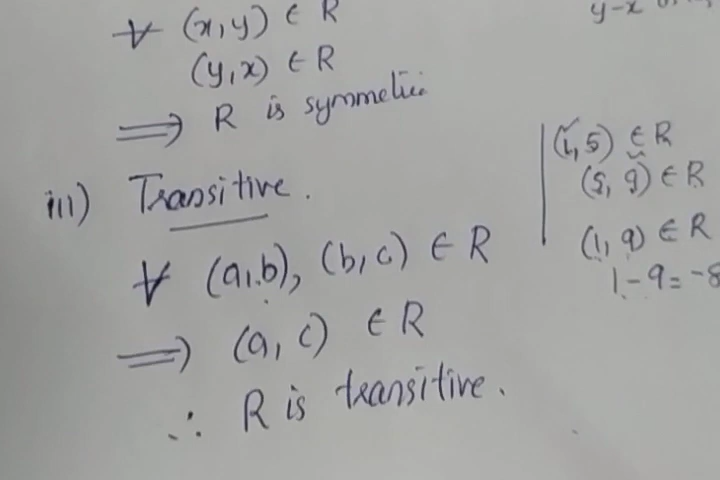 ∀ (x,y) ∈ R
(y,x) ∈ R
⟹ R is symmetric
iii) Transitive.
∀ (a,b), (b,c) ∈ R
⟹ (a, c) ∈ R
∴ R is transitive.
y-x
(1,5) ∈ R
(5, 9) ∈ R
(1, 9) ∈ R
1-9=-8